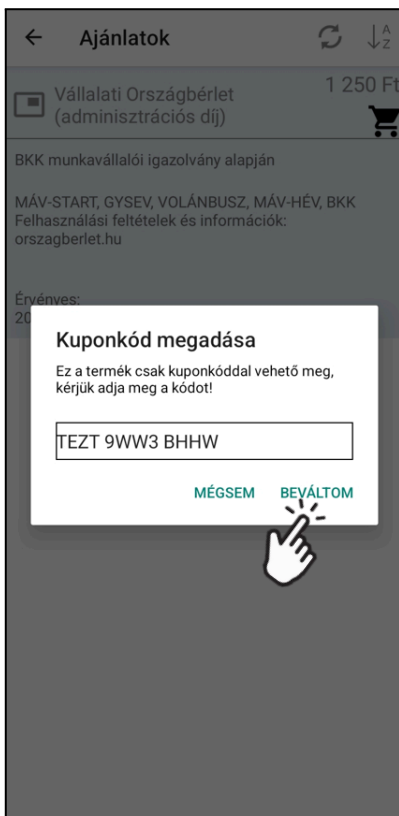 Ajánlatok
A
Z
Vállalati Országbérlet
(adminisztrációs díj)
1 250 Ft
BKK munkavállalói igazolvány alapján
MÁV-START, GYSEV, VOLÁNBUSZ, MÁV-HÉV, BKK
Felhasználási feltételek és információk:
orszagberlet.hu
Érvényes:
20
Kuponkód megadása
Ez a termék csak kuponkóddal vehető meg,
kérjük adja meg a kódot!
TEZT 9WW3 BHHW
MÉGSEM BEVÁLTOM